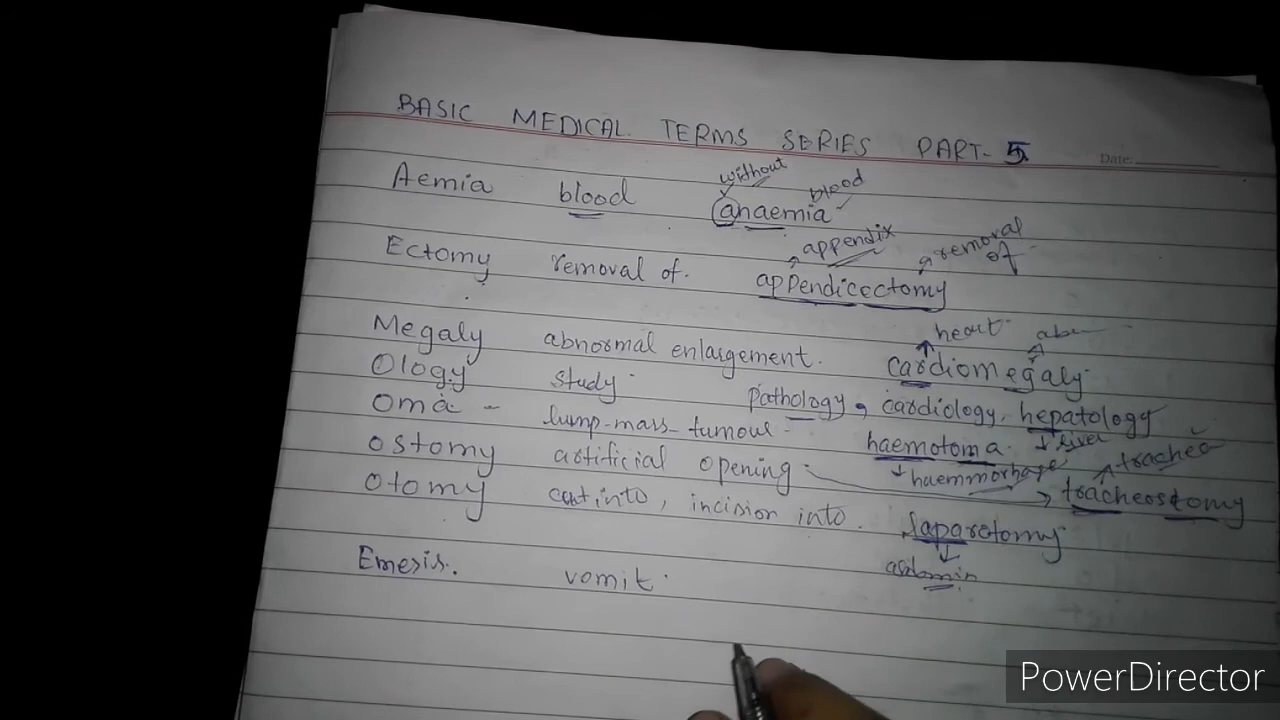 BASIC MEDICAL TERMS SERIES PART-5
Date:
without
blood
Aemia blood anaemia
appendix removal of
Ectomy removal of. appendicectomy
heart
Megaly abnormal enlargement. cardiomegaly
Ology study pathology, cardiology, hepatology
liver
oma - lump-mass-tumour haemotoma.
haemmorhage trachea
ostomy artificial opening tracheostomy
otomy cut into, incision into. laparotomy
Emesis. vomit.
PowerDirector